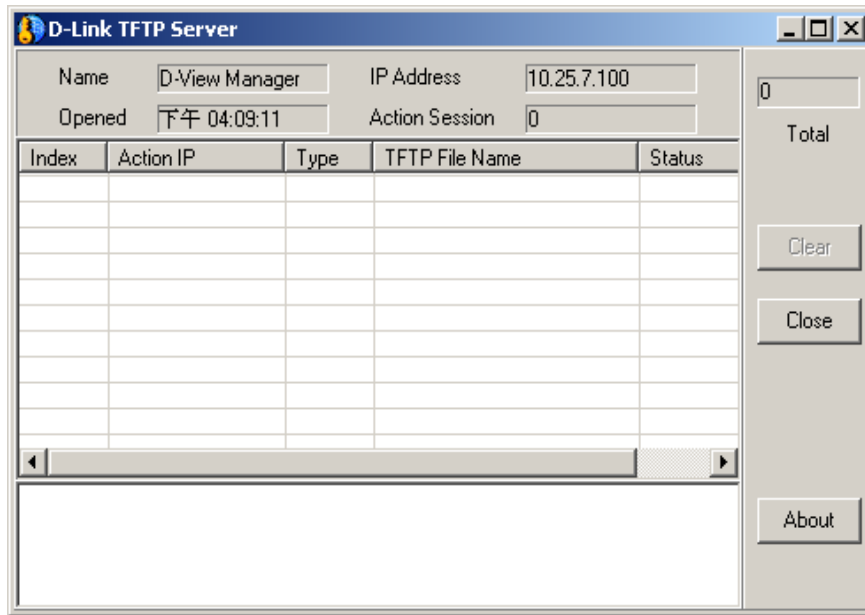 D-Link TFTP Server
Name D-View Manager IP Address 10.25.7.100
Opened 下午 04:09:11 Action Session 0
0
Total
Index Action IP Type TFTP File Name Status
Clear
Close
About